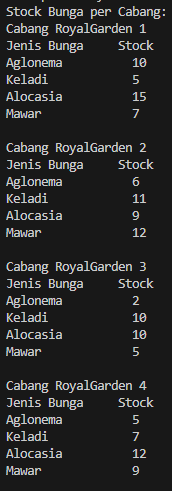 Stock Bunga per Cabang:
Cabang RoyalGarden 1
Jenis Bunga Stock
Aglonema 10
Keladi 5
Alocasia 15
Mawar 7
Cabang RoyalGarden 2
Jenis Bunga Stock
Aglonema 6
Keladi 11
Alocasia 9
Mawar 12
Cabang RoyalGarden 3
Jenis Bunga Stock
Aglonema 2
Keladi 10
Alocasia 10
Mawar 5
Cabang RoyalGarden 4
Jenis Bunga Stock
Aglonema 5
Keladi 7
Alocasia 12
Mawar 9